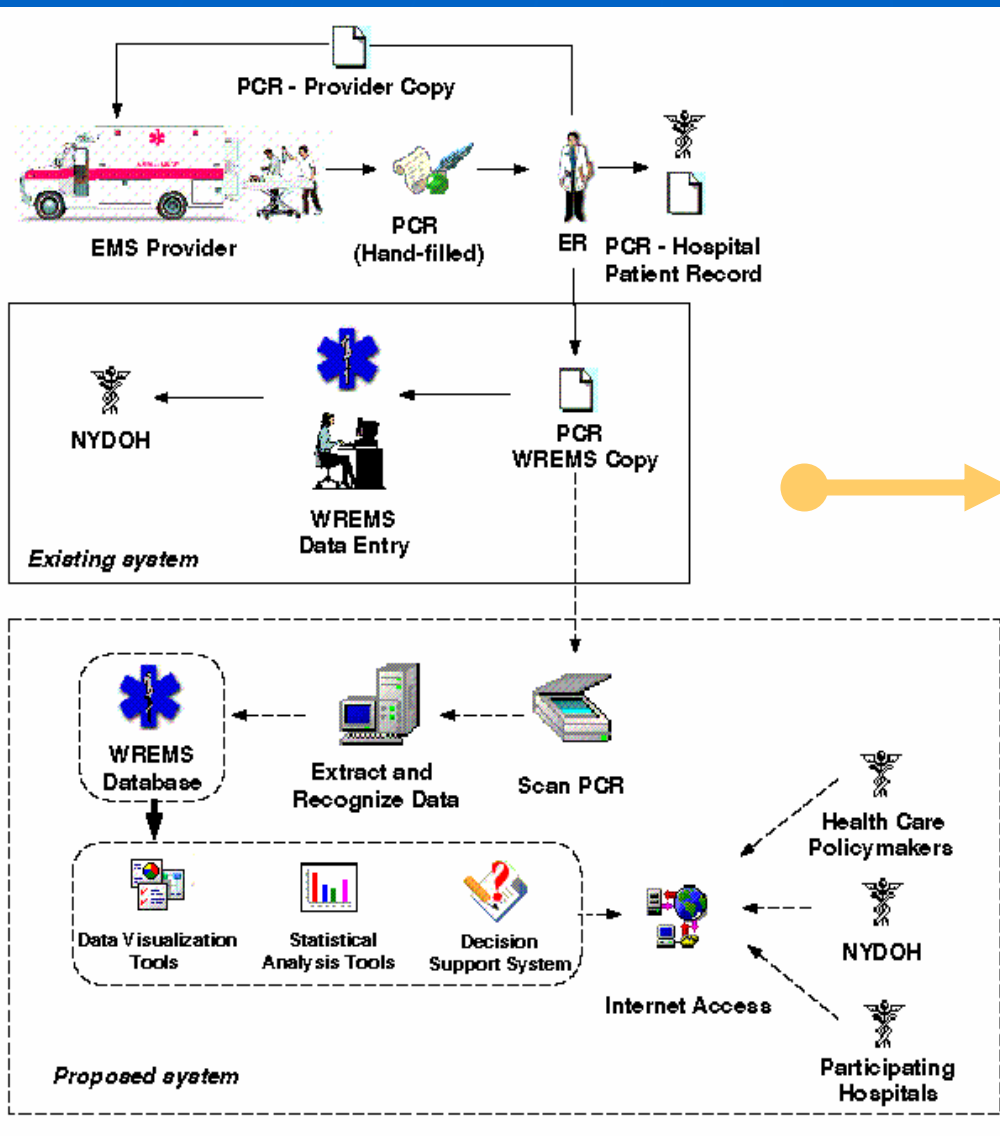 PCR - Provider Copy
EMS Provider
PCR
(Hand-filled)
ER
PCR - Hospital
Patient Record
NYDOH
WREMS
Data Entry
PCR
WREMS Copy
Existing system
WREMS
Database
Extract and
Recognize Data
Scan PCR
Health Care
Policymakers
Data Visualization
Tools
Statistical
Analysis Tools
Decision
Support System
Internet Access
NYDOH
Participating
Hospitals
Proposed system